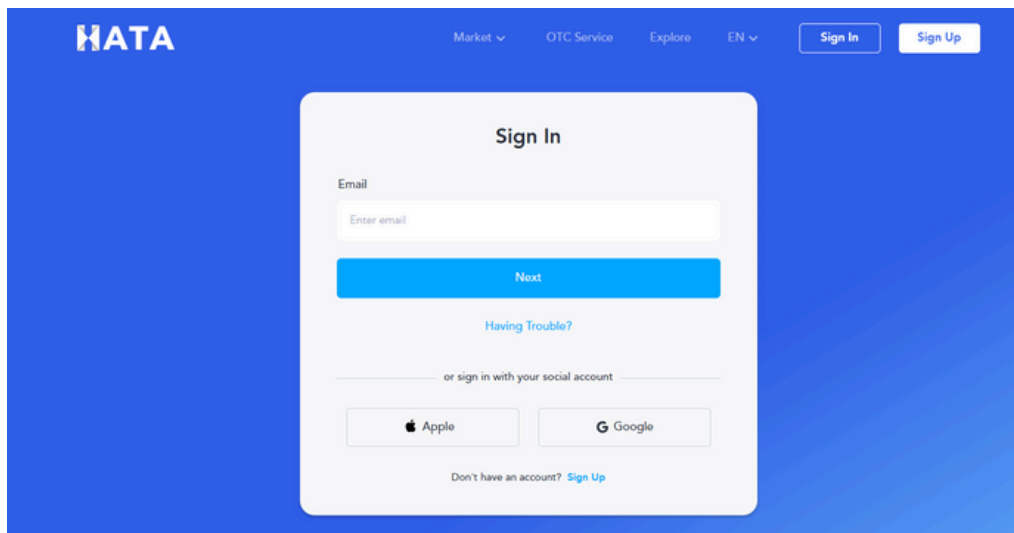 HATA
Market OTC Service Explore EN Sign In Sign Up
Sign In
Email
Enter email
Next
Having Trouble?
or sign in with your social account
Apple Google
Don't have an account? Sign Up